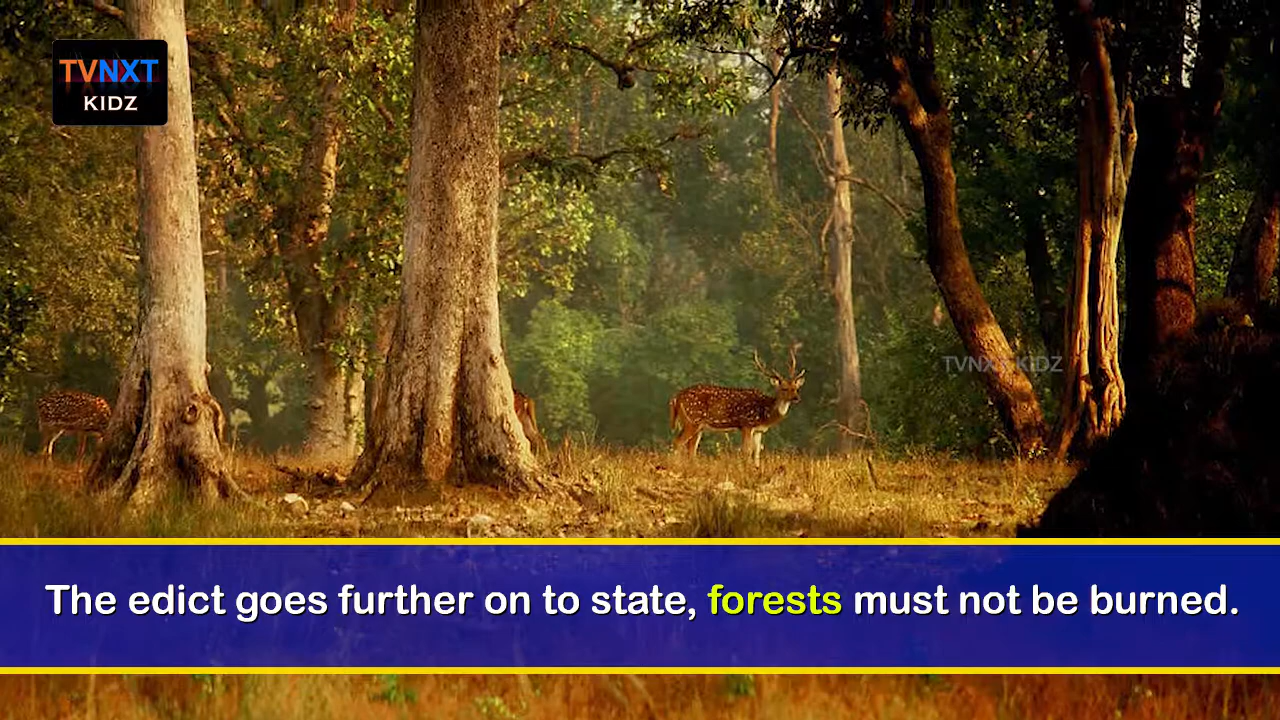 TVNXT
KIDZ
TVNXT KIDZ
The edict goes further on to state, forests must not be burned.